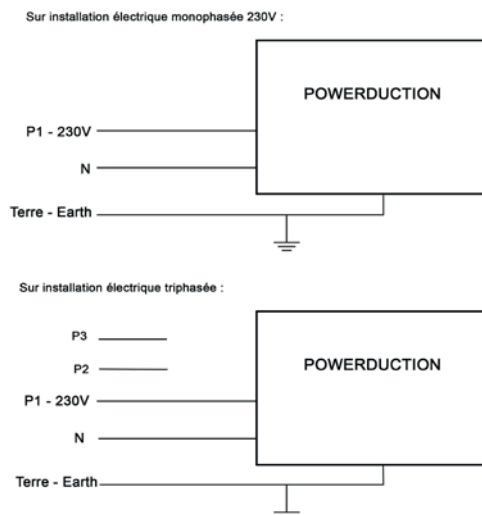 Sur installation électrique monophasée 230V :
POWERDUCTION
P1 - 230V
N
Terre - Earth
Sur installation électrique triphasée :
P3
P2
POWERDUCTION
P1 - 230V
N
Terre - Earth